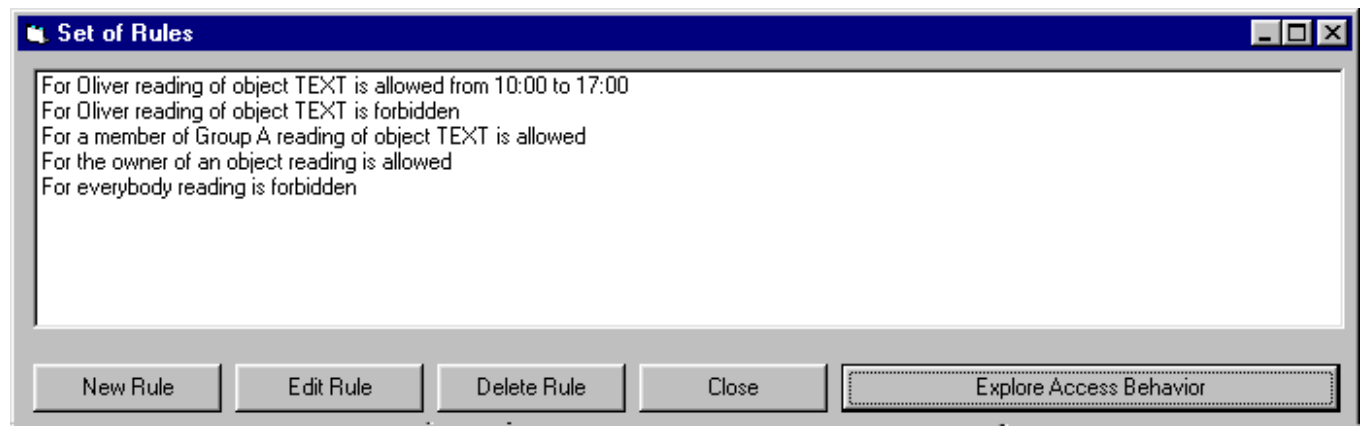 Set of Rules
For Oliver reading of object TEXT is allowed from 10:00 to 17:00
For Oliver reading of object TEXT is forbidden
For a member of Group A reading of object TEXT is allowed
For the owner of an object reading is allowed
For everybody reading is forbidden
New Rule
Edit Rule
Delete Rule
Close
Explore Access Behavior